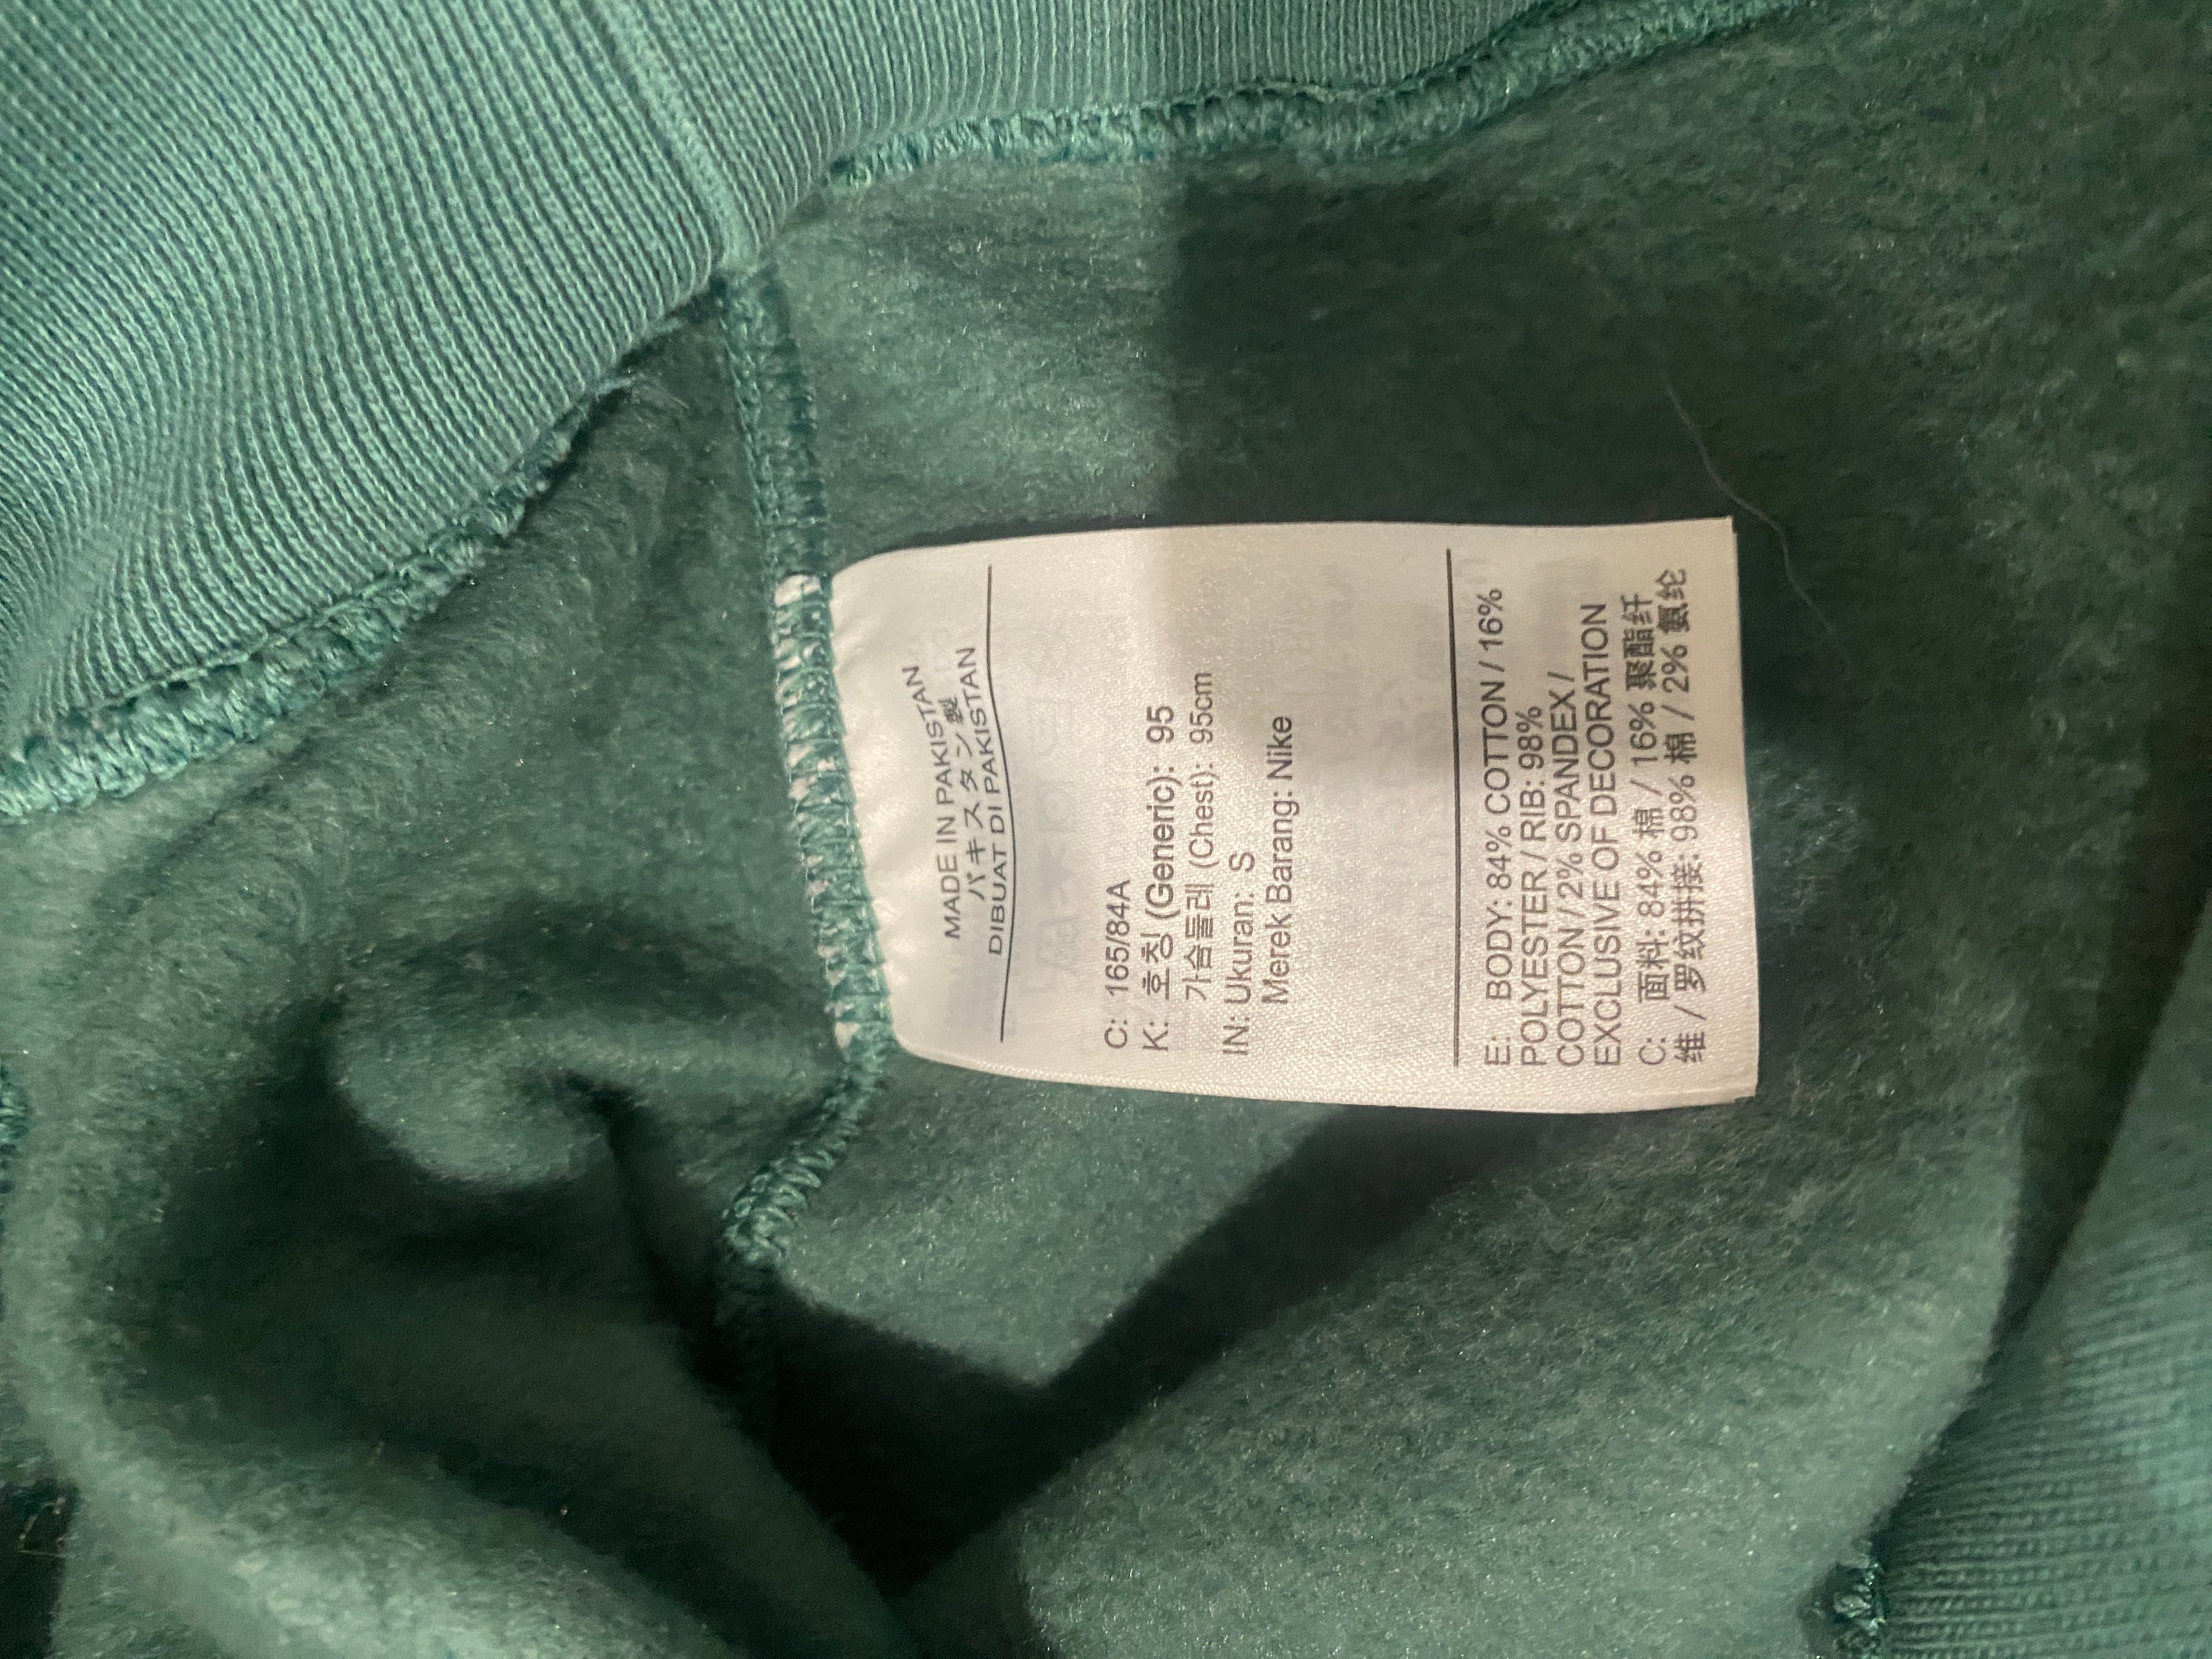 MADE IN PAKISTAN
パキスタン製
DIBUAT DI PAKISTAN
C: 165/84A
K: 호칭 (Generic): 95
가슴둘레 (Chest): 95cm
IN: Ukuran: S
Merek Barang: Nike
E: BODY: 84% COTTON / 16%
POLYESTER / RIB: 98%
COTTON / 2% SPANDEX /
EXCLUSIVE OF DECORATION
C: 面料: 84% 棉 / 16% 聚酯纤
维 / 罗纹拼接: 98% 棉 / 2% 氨纶